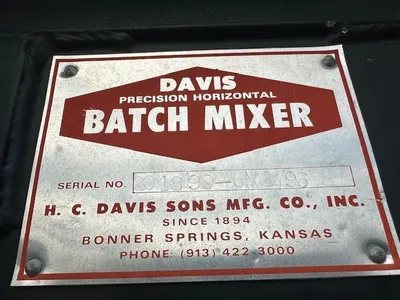 DAVIS
PRECISION HORIZONTAL
BATCH MIXER
SERIAL NO.
H. C. DAVIS SONS MFG. CO., INC.
SINCE 1894
BONNER SPRINGS, KANSAS
PHONE: (913) 422-3000